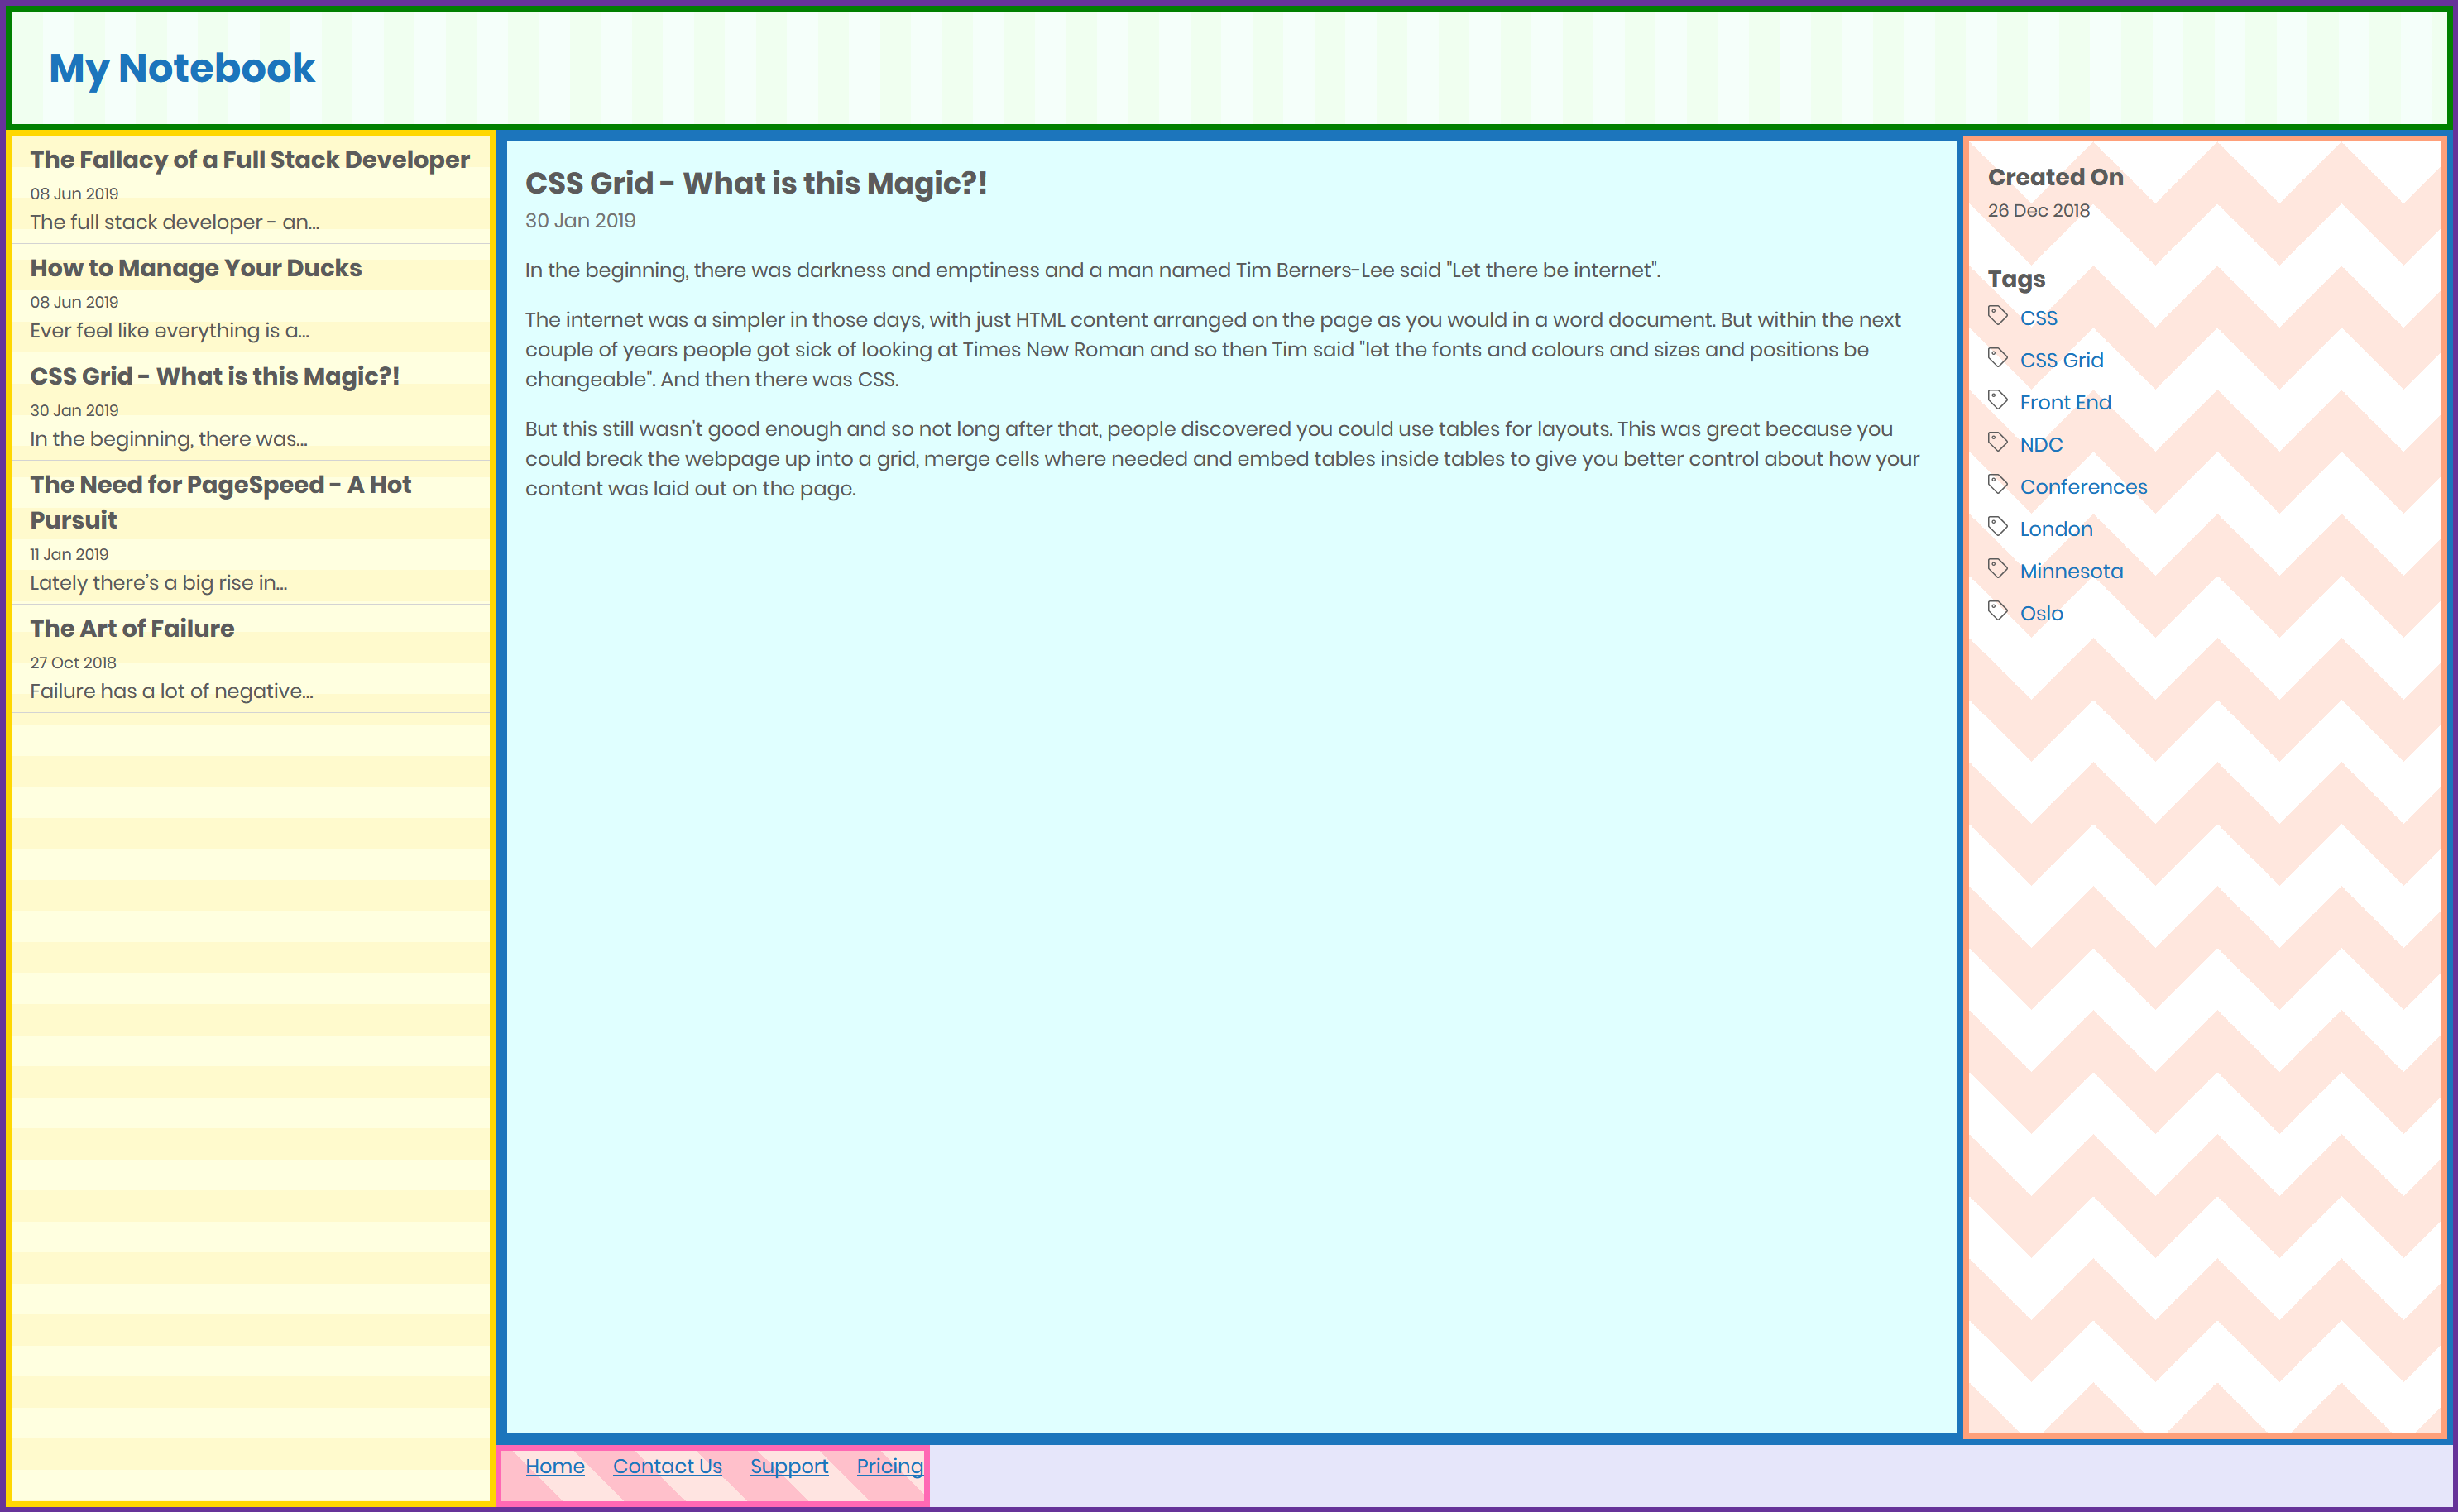 My Notebook
The Fallacy of a Full Stack Developer
08 Jun 2019
The full stack developer - an...
How to Manage Your Ducks
08 Jun 2019
Ever feel like everything is a...
CSS Grid - What is this Magic?!
30 Jan 2019
In the beginning, there was...
The Need for PageSpeed - A Hot
Pursuit
11 Jan 2019
Lately there's a big rise in...
The Art of Failure
27 Oct 2018
Failure has a lot of negative...
CSS Grid - What is this Magic?!
30 Jan 2019
In the beginning, there was darkness and emptiness and a man named Tim Berners-Lee said "Let there be internet".
The internet was a simpler in those days, with just HTML content arranged on the page as you would in a word document. But within the next
couple of years people got sick of looking at Times New Roman and so then Tim said "let the fonts and colours and sizes and positions be
changeable". And then there was CSS.
But this still wasn't good enough and so not long after that, people discovered you could use tables for layouts. This was great because you
could break the webpage up into a grid, merge cells where needed and embed tables inside tables to give you better control about how your
content was laid out on the page.
Created On
26 Dec 2018
Tags
CSS
CSS Grid
Front End
NDC
Conferences
London
Minnesota
Oslo
Home Contact Us Support Pricing